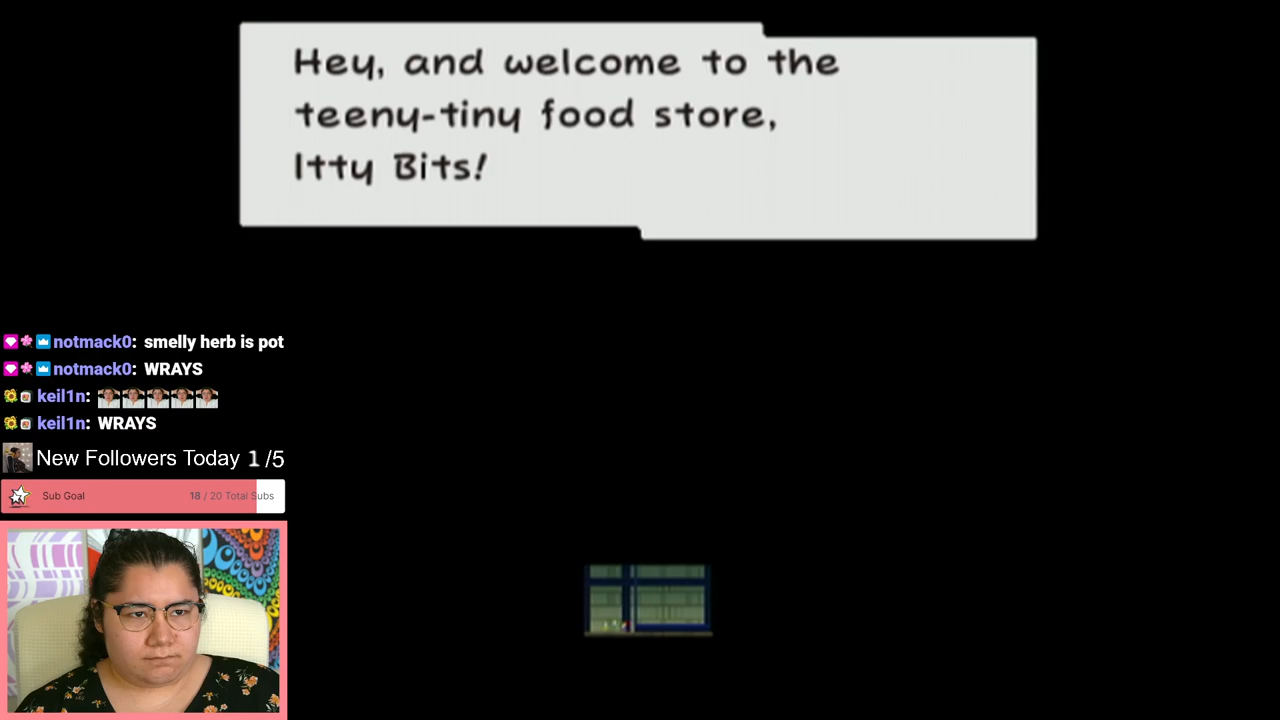 Hey, and welcome to the
teeny-tiny food store,
Itty Bits!
notmack0: smelly herb is pot
notmack0: WRAYS
keil1n:
keil1n: WRAYS
New Followers Today 1 /5
Sub Goal 18 / 20 Total Subs